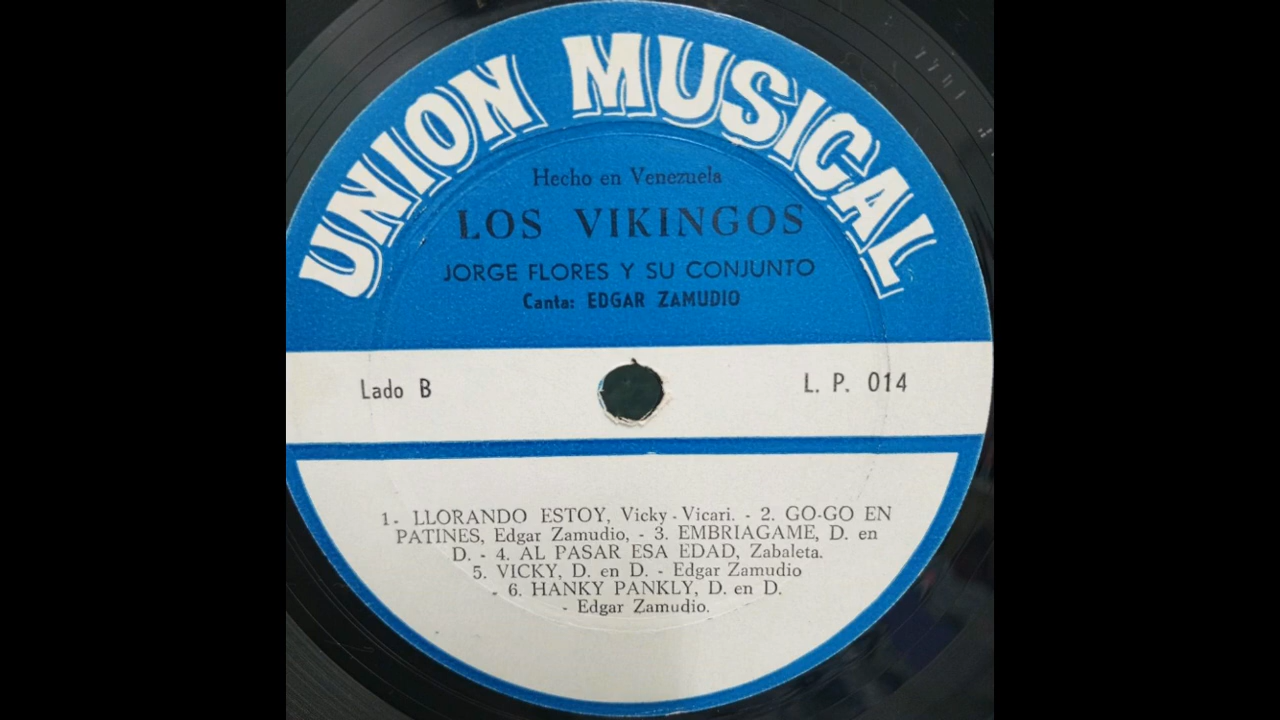 UNION MUSICAL
Hecho en Venezuela
LOS VIKINGOS
JORGE FLORES Y SU CONJUNTO
Canta: EDGAR ZAMUDIO
Lado B
L. P. 014
1- LLORANDO ESTOY, Vicky - Vicari. - 2. GO-GO EN
PATINES, Edgar Zamudio, - 3. EMBRIAGAME, D. en
D. - 4. AL PASAR ESA EDAD, Zabaleta.
5. VICKY, D. en D. - Edgar Zamudio
- 6. HANKY PANKLY, D. en D.
- Edgar Zamudio.